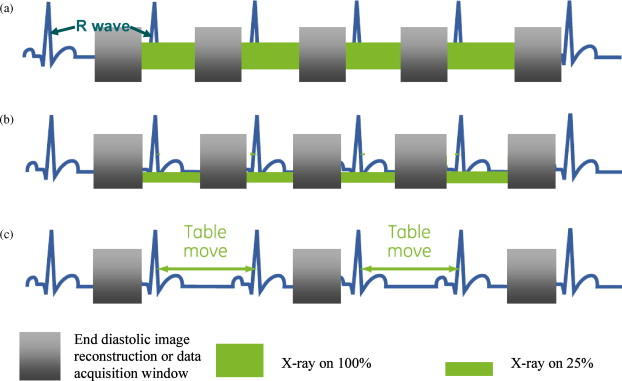 (a)
R wave
(b)
(c)
Table
move
Table
move
End diastolic image
reconstruction or data
acquisition window
X-ray on 100%
X-ray on 25%